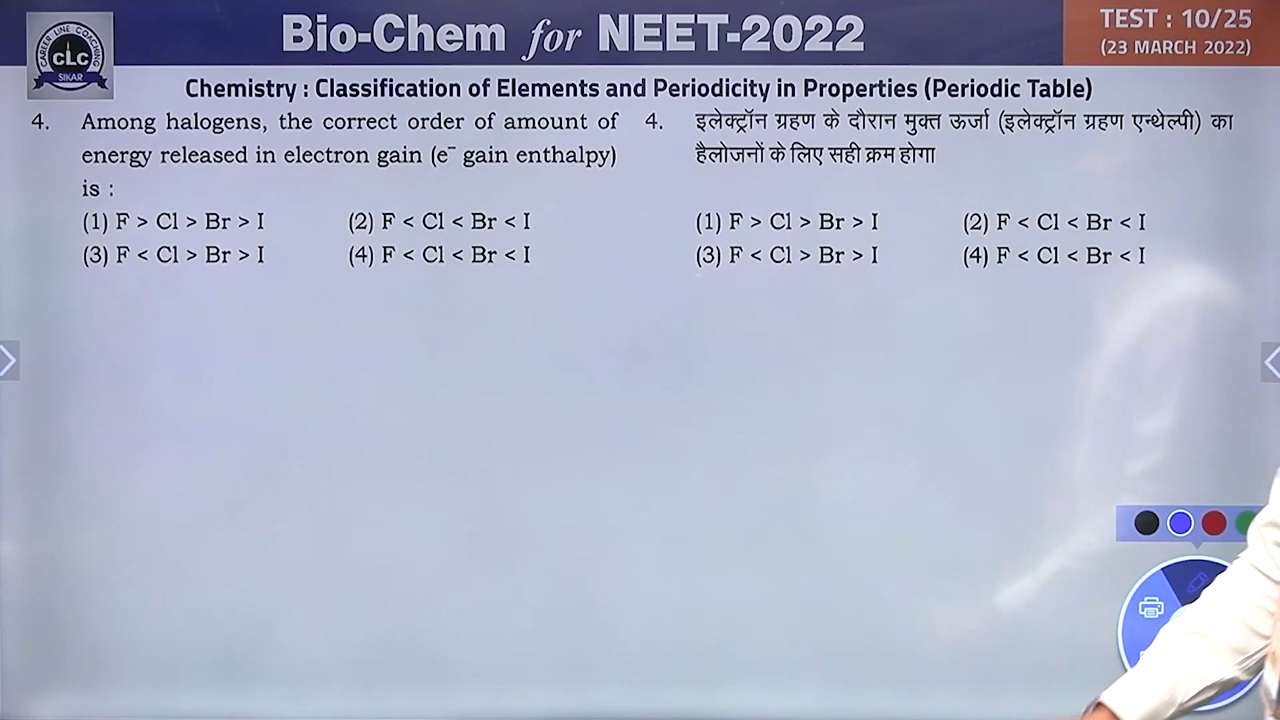 Bio-Chem for NEET-2022
TEST : 10/25
(23 MARCH 2022)
CAREER LINE COACHING
CLC
SIKAR
Chemistry : Classification of Elements and Periodicity in Properties (Periodic Table)
4. Among halogens, the correct order of amount of
energy released in electron gain (e⁻ gain enthalpy)
is :
(1) F > Cl > Br > I (2) F < Cl < Br < I
(3) F < Cl > Br > I (4) F < Cl < Br < I
4. इलेक्ट्रॉन ग्रहण के दौरान मुक्त ऊर्जा (इलेक्ट्रॉन ग्रहण एन्थेल्पी) का
हैलोजनों के लिए सही क्रम होगा
(1) F > Cl > Br > I (2) F < Cl < Br < I
(3) F < Cl > Br > I (4) F < Cl < Br < I